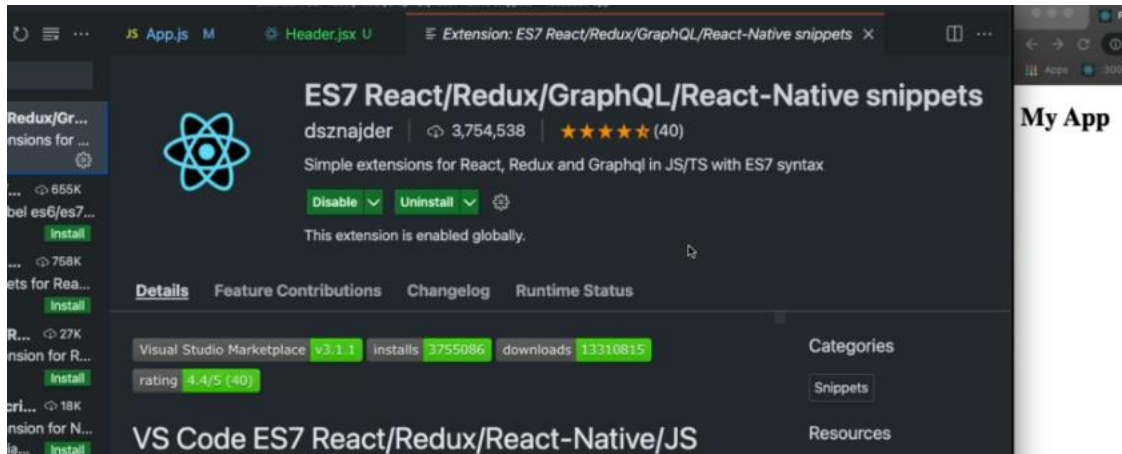 JS App.js M
Header.jsx U
Extension: ES7 React/Redux/GraphQL/React-Native snippets ×
Redux/Gr...
nsions for ...
... 655K
bel es6/es7...
Install
... 758K
ets for Rea...
Install
R... 27K
nsion for R...
Install
cri... 18K
nsion for N...
Install
ES7 React/Redux/GraphQL/React-Native snippets
dsznajder 3,754,538 (40)
Simple extensions for React, Redux and Graphql in JS/TS with ES7 syntax
Disable Uninstall
This extension is enabled globally.
Details Feature Contributions Changelog Runtime Status
Visual Studio Marketplace v3.1.1 installs 3755086 downloads 13310815
rating 4.4/5 (40)
VS Code ES7 React/Redux/React-Native/JS
Categories
Snippets
Resources
Apps
My App